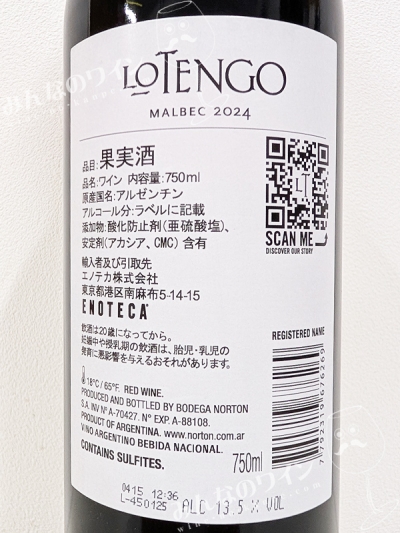 LOTENGO
MALBEC 2024
品目:果実酒
品名:ワイン 内容量:750ml
原産国名:アルゼンチン
アルコール分:ラベルに記載
添加物:酸化防止剤(亜硫酸塩)、
安定剤(アカシア、CMC) 含有
輸入者及び引取先
エノテカ株式会社
東京都港区南麻布5-14-15
ENOTECA
飲酒は20歳になってから。
妊娠中や授乳期の飲酒は、胎児・乳児の
発育に悪影響を与えるおそれがあります。
LT
SCAN ME
DISCOVER OUR STORY
REGISTERED NAME
18°C / 65°F. RED WINE.
PRODUCED AND BOTTLED BY BODEGA NORTON
S.A. INV Nº A-70427. Nº EXP. A-88108.
PRODUCT OF ARGENTINA. www.norton.com.ar
VINO ARGENTINO BEBIDA NACIONAL.
CONTAINS SULFITES.
750ml
0415 12:36
L-450125
ALC 13.5 % VOL
みんなのワイン